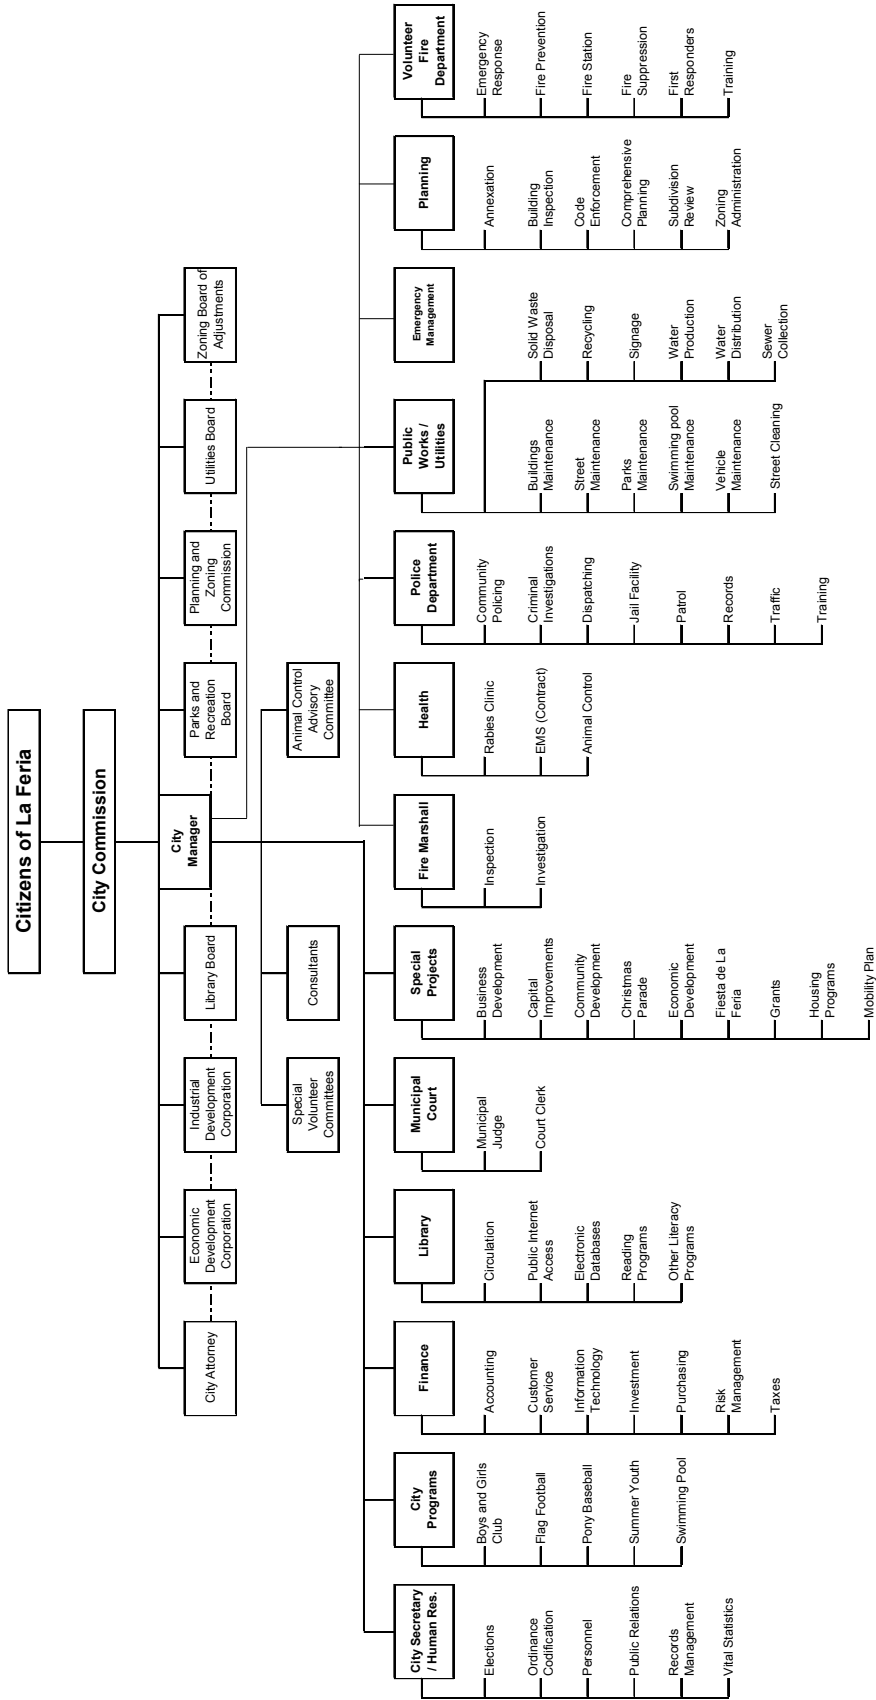 Citizens of La Feria
City Commission
City Attorney
Economic
Development
Corporation
Industrial
Development
Corporation
Library Board
City
Manager
Parks and
Recreation
Board
Planning and
Zoning
Commission
Utilities Board
Zoning Board of
Adjustments
Special
Volunteer
Committees
Consultants
Animal Control
Advisory
Committee
City Secretary
/ Human Res.
Elections
Ordinance
Codification
Personnel
Public Relations
Records
Management
Vital Statistics
City
Programs
Boys and Girls
Club
Flag Football
Pony Baseball
Summer Youth
Swimming Pool
Finance
Accounting
Customer
Service
Information
Technology
Investment
Purchasing
Risk
Management
Taxes
Library
Circulation
Public Internet
Access
Electronic
Databases
Reading
Programs
Other Literacy
Programs
Municipal
Court
Municipal
Judge
Court Clerk
Special
Projects
Business
Development
Capital
Improvements
Community
Development
Christmas
Parade
Economic
Development
Fiesta de La
Feria
Grants
Housing
Programs
Mobility Plan
Fire Marshall
Inspection
Investigation
Health
Rabies Clinic
EMS (Contract)
Animal Control
Police
Department
Community
Policing
Criminal
Investigations
Dispatching
Jail Facility
Patrol
Records
Traffic
Training
Public
Works /
Utilities
Buildings
Maintenance
Street
Maintenance
Parks
Maintenance
Swimming pool
Maintenance
Vehicle
Maintenance
Street Cleaning
Solid Waste
Disposal
Recycling
Signage
Water
Production
Water
Distribution
Sewer
Collection
Emergency
Management
Planning
Annexation
Building
Inspection
Code
Enforcement
Comprehensive
Planning
Subdivision
Review
Zoning
Administration
Volunteer
Fire
Department
Emergency
Response
Fire Prevention
Fire Station
Fire
Suppression
First
Responders
Training